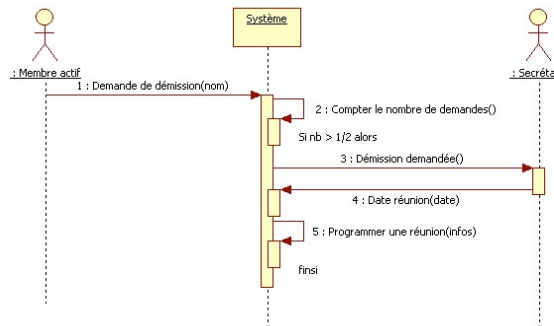 Système
: Membre actif
: Secréta
1 : Demande de démission(nom)
2 : Compter le nombre de demandes()
Si nb > 1/2 alors
3 : Démission demandée()
4 : Date réunion(date)
5 : Programmer une réunion(infos)
finsi